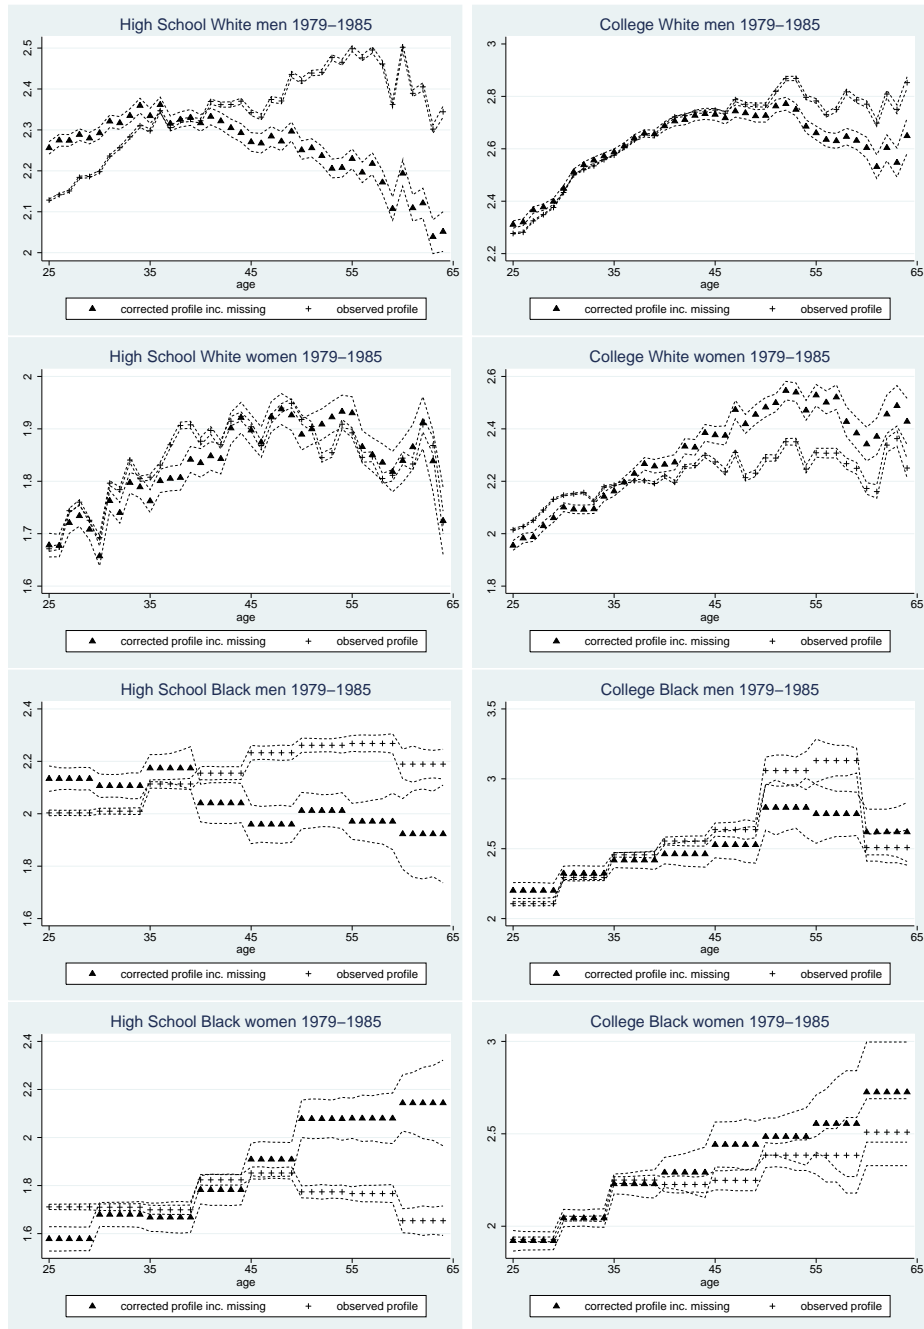 High School White men 1979–1985
2.5
2.4
2.3
2.2
2.1
2
25 35 45 55 65
age
corrected profile inc. missing observed profile
College White men 1979–1985
3
2.8
2.6
2.4
2.2
25 35 45 55 65
age
corrected profile inc. missing observed profile
High School White women 1979–1985
2
1.9
1.8
1.7
1.6
25 35 45 55 65
age
corrected profile inc. missing observed profile
College White women 1979–1985
2.6
2.4
2.2
2
1.8
25 35 45 55 65
age
corrected profile inc. missing observed profile
High School Black men 1979–1985
2.4
2.2
2
1.8
1.6
25 35 45 55 65
age
corrected profile inc. missing observed profile
College Black men 1979–1985
3.5
3
2.5
2
25 35 45 55 65
age
corrected profile inc. missing observed profile
High School Black women 1979–1985
2.4
2.2
2
1.8
1.6
25 35 45 55 65
age
corrected profile inc. missing observed profile
College Black women 1979–1985
3
2.5
2
25 35 45 55 65
age
corrected profile inc. missing observed profile